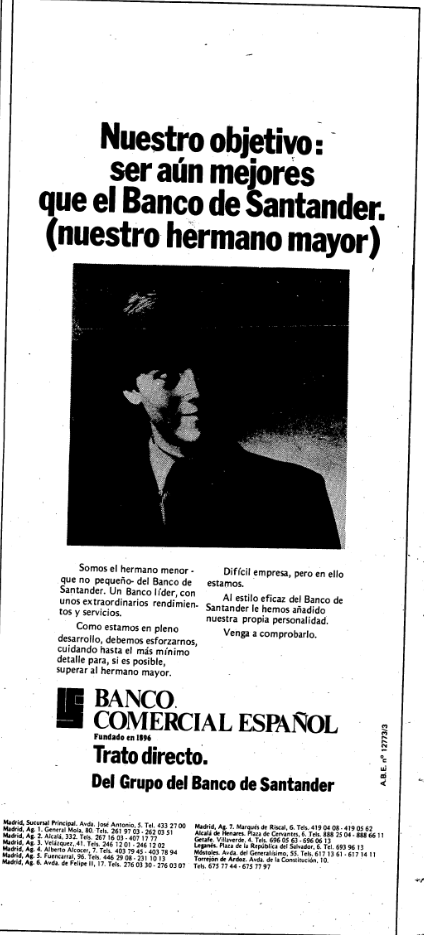 Nuestro objetivo:
ser aún mejores
que el Banco de Santander.
(nuestro hermano mayor)
Somos el hermano menor -
que no pequeño- del Banco de
Santander. Un Banco líder, con
unos extraordinarios rendimien-
tos y servicios.
Como estamos en pleno
desarrollo, debemos esforzarnos,
cuidando hasta el más mínimo
detalle para, si es posible,
superar al hermano mayor.
Difícil empresa, pero en ello
estamos.
Al estilo eficaz del Banco de
Santander le hemos añadido
nuestra propia personalidad.
Venga a comprobarlo.
BANCO
COMERCIAL ESPAÑOL
Fundado en 1896
Trato directo.
Del Grupo del Banco de Santander
A.B.E. nº 12773/3
Madrid, Sucursal Principal. Avda. José Antonio, 5. Tel. 433 27 00
Madrid, Ag. 1. General Mola, 80. Tels. 261 97 03 - 262 03 51
Madrid, Ag. 2. Alcalá, 332. Tels. 267 16 03 - 407 17 77
Madrid, Ag. 3. Velázquez, 41. Tels. 246 12 01 - 246 12 02
Madrid, Ag. 4. Alberto Alcocer, 7. Tels. 403 79 45 - 403 78 94
Madrid, Ag. 5. Fuencarral, 96. Tels. 446 29 08 - 231 10 13
Madrid, Ag. 6. Avda. de Felipe II, 17. Tels. 276 03 30 - 276 03 07
Madrid, Ag. 7. Marqués de Riscal, 6. Tels. 419 04 08 - 419 05 62
Alcalá de Henares. Plaza de Cervantes, 6. Tels. 888 25 04 - 888 66 11
Getafe. Villaverde, 4. Tels. 696 05 63 - 696 06 13
Leganés. Plaza de la República del Salvador, 6. Tel. 693 96 13
Móstoles. Avda. del Generalísimo, 55. Tels. 617 13 61 - 617 14 11
Torrejón de Ardoz. Avda. de la Constitución, 10.
Tels. 675 77 44 - 675 77 97